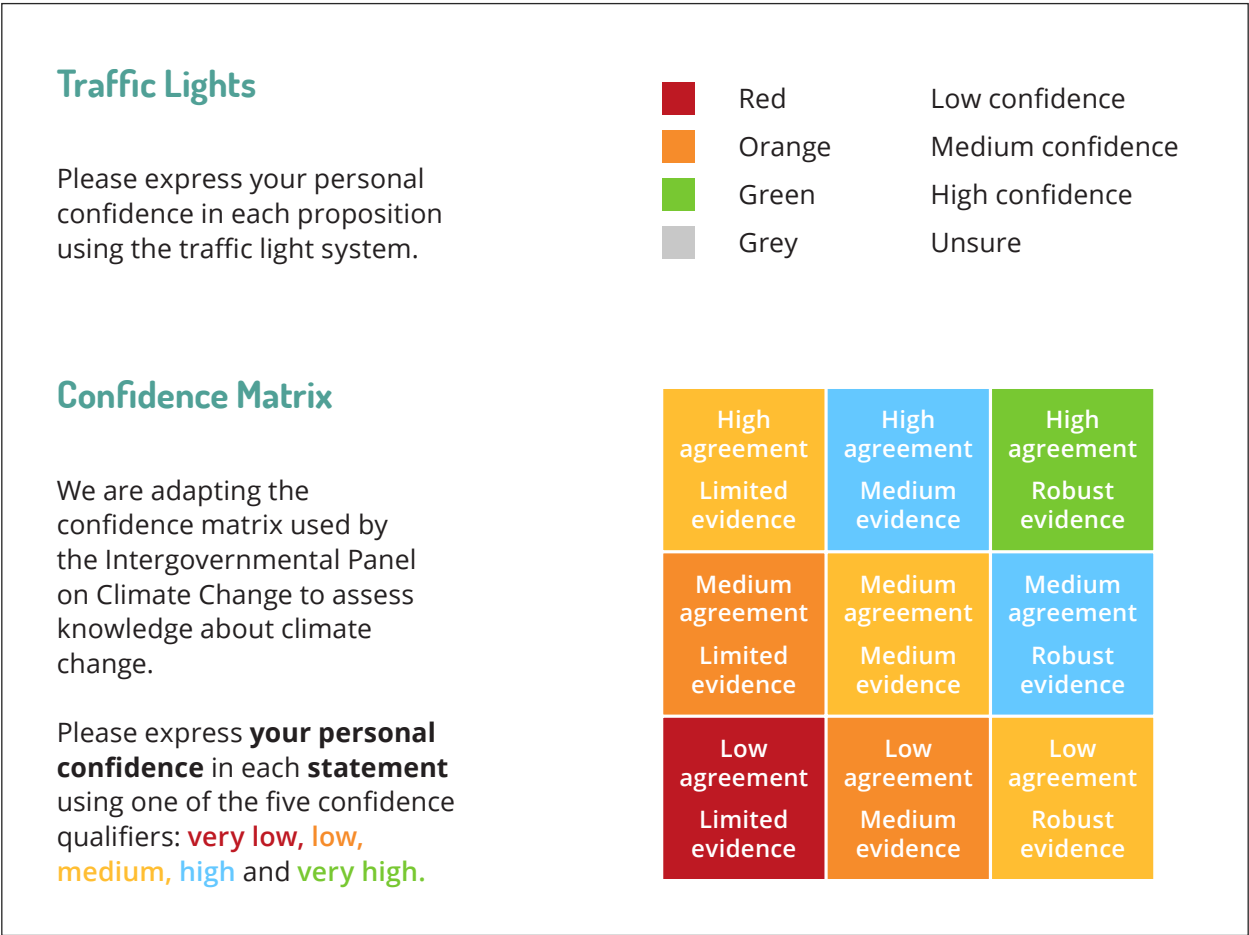 Traffic Lights
Please express your personal
confidence in each proposition
using the traffic light system.
Red Low confidence
Orange Medium confidence
Green High confidence
Grey Unsure
Confidence Matrix
We are adapting the
confidence matrix used by
the Intergovernmental Panel
on Climate Change to assess
knowledge about climate
change.
Please express your personal
confidence in each statement
using one of the five confidence
qualifiers: very low, low,
medium, high and very high.
High
agreement
Limited
evidence
High
agreement
Medium
evidence
High
agreement
Robust
evidence
Medium
agreement
Limited
evidence
Medium
agreement
Medium
evidence
Medium
agreement
Robust
evidence
Low
agreement
Limited
evidence
Low
agreement
Medium
evidence
Low
agreement
Robust
evidence